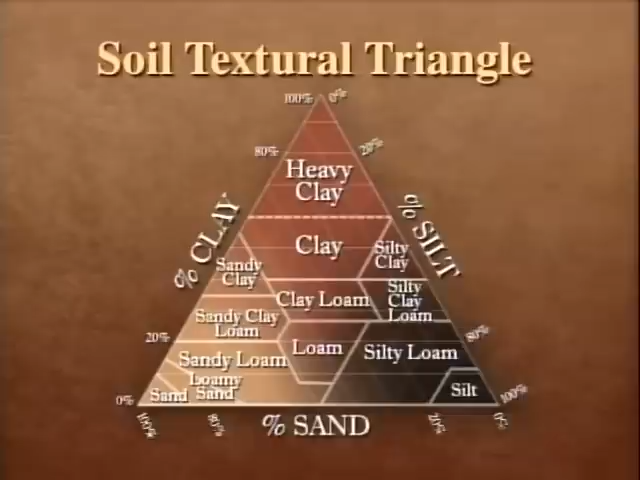 Soil Textural Triangle
100% 0%
80% 20%
Heavy
Clay
% CLAY
% SILT
Clay
Silty
Clay
Sandy
Clay
Silty
Clay
Loam
Clay Loam
Sandy Clay
Loam
20% 80%
Loam
Silty Loam
Sandy Loam
Loamy
Sand
Sand
Silt
0% 100%
100% 80% 20% 0%
% SAND